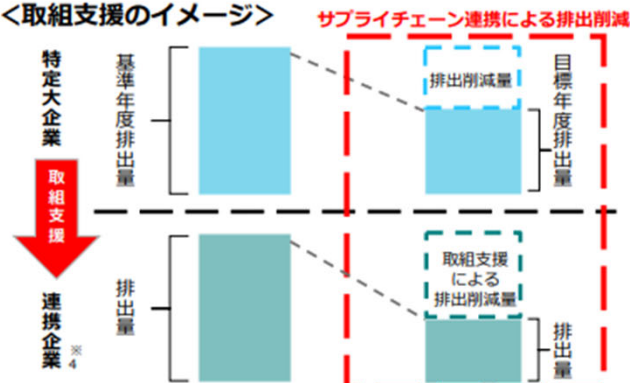 <取組支援のイメージ>
サプライチェーン連携による排出削減
特定大企業
基準年度排出量
排出削減量
目標年度排出量
取組支援
連携企業
※4
排出量
取組支援
による
排出削減量
排出量